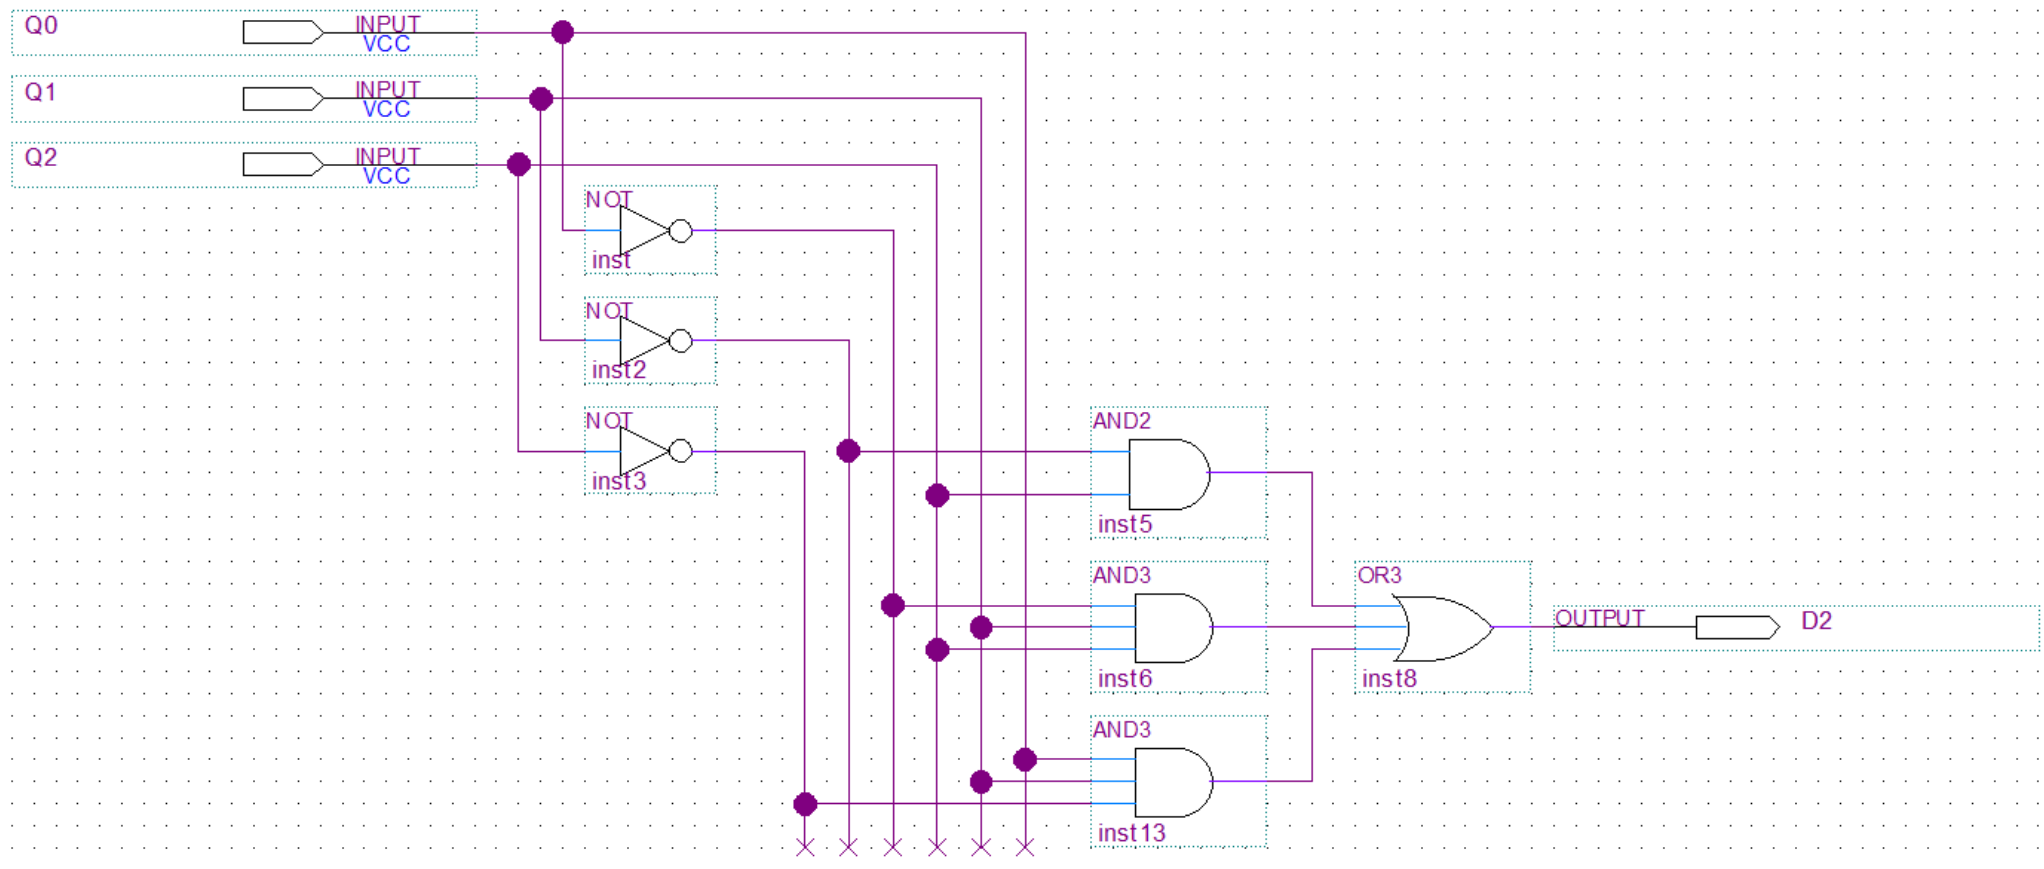 Q0
INPUT
VCC
Q1
INPUT
VCC
Q2
INPUT
VCC
NOT
inst
NOT
inst2
NOT
inst3
AND2
inst5
AND3
inst6
OR3
inst8
OUTPUT
D2
AND3
inst13